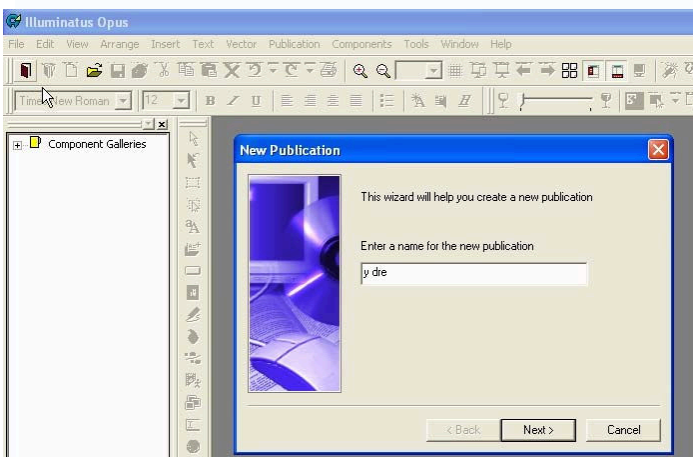 Illuminatus Opus
File Edit View Arrange Insert Text Vector Publication Components Tools Window Help
Times New Roman 12 B I U
Component Galleries
New Publication
This wizard will help you create a new publication
Enter a name for the new publication
y dre
< Back Next > Cancel